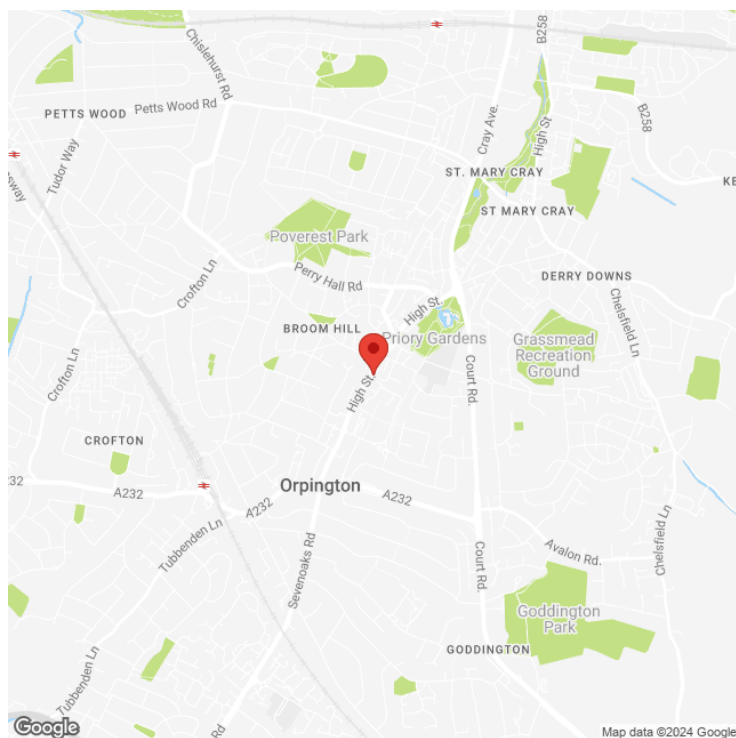 B258
Chislehurst Rd
Petts Wood Rd
PETTS WOOD
Cray Ave.
High St
B258
Tudor Way
ST. MARY CRAY
KE
sway
ST MARY CRAY
Poverest Park
Crofton Ln
Perry Hall Rd
DERRY DOWNS
High St.
Chelsfield Ln
BROOM HILL
Priory Gardens
Grassmead
Recreation
Ground
Crofton Ln
High St.
Court Rd.
CROFTON
232
A232
Orpington
A232
A232
Tubbenden Ln
Sevenoaks Rd
Court Rd.
Avalon Rd.
Chelsfield Ln
Goddington
Park
GODDINGTON
Tubbenden Ln
Rd
Google
Map data ©2024 Google